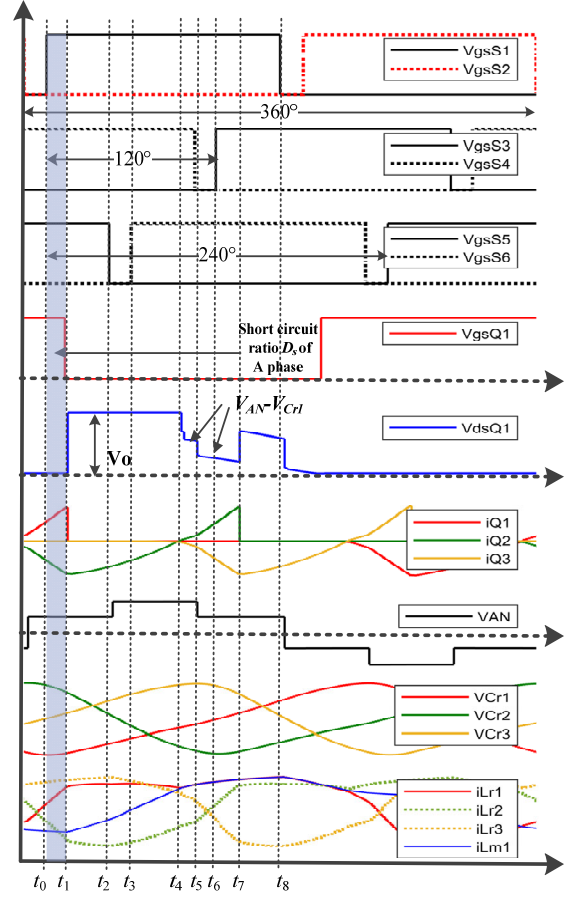 VgsS1
VgsS2
360°
VgsS3
VgsS4
120°
VgsS5
VgsS6
240°
VgsQ1
Short circuit
ratio Ds of
A phase
VAN-VCr1
VdsQ1
Vo
iQ1
iQ2
iQ3
VAN
VCr1
VCr2
VCr3
iLr1
iLr2
iLr3
iLm1
t0 t1 t2 t3 t4 t5 t6 t7 t8